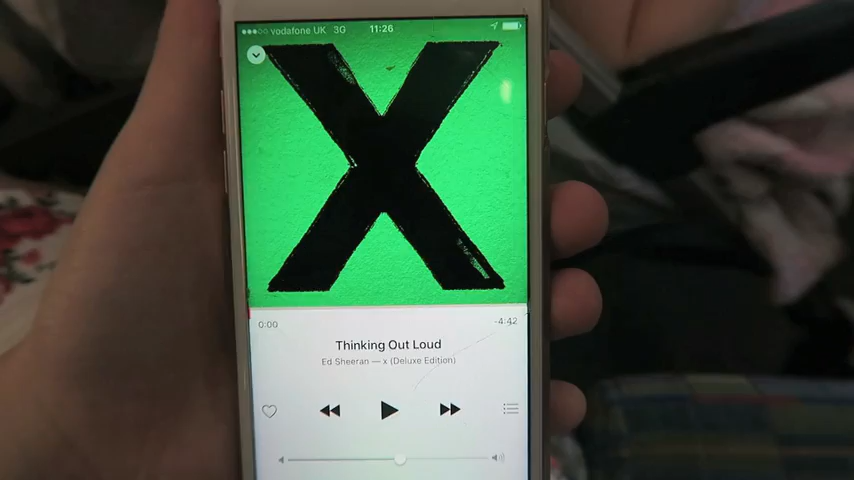 vodafone UK 3G 11:26
X
0:00 -4:42
Thinking Out Loud
Ed Sheeran — x (Deluxe Edition)